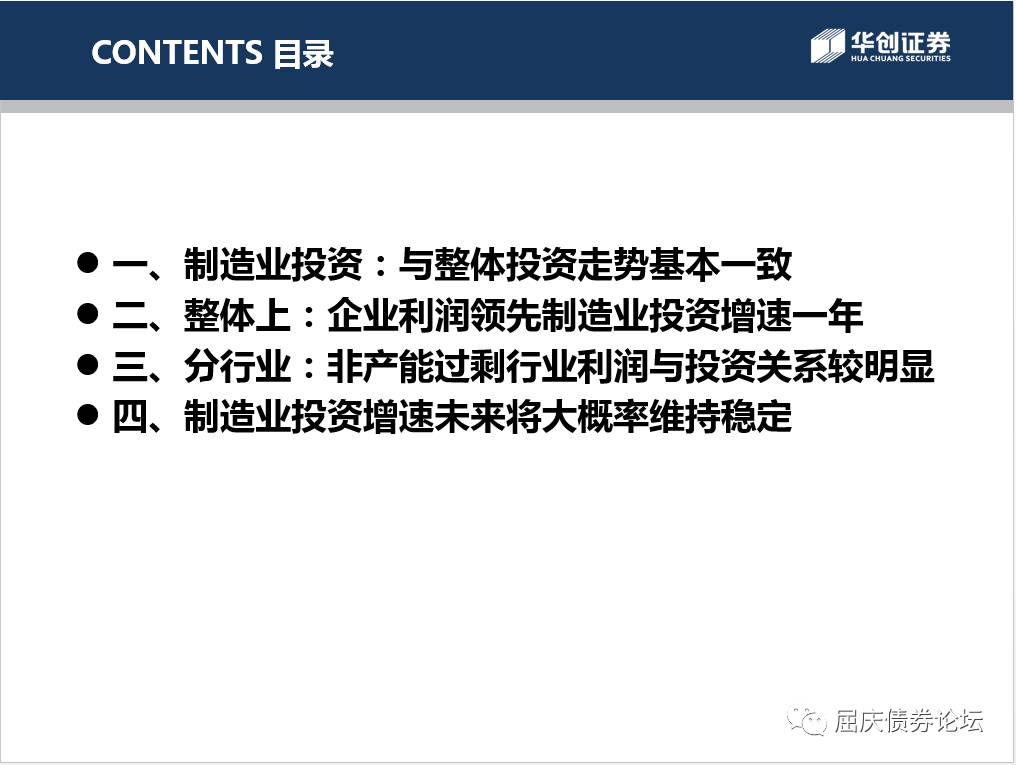 CONTENTS 目录
华创证券
HUA CHUANG SECURITIES
● 一、制造业投资：与整体投资走势基本一致
● 二、整体上：企业利润领先制造业投资增速一年
● 三、分行业：非产能过剩行业利润与投资关系较明显
● 四、制造业投资增速未来将大概率维持稳定
屈庆债券论坛